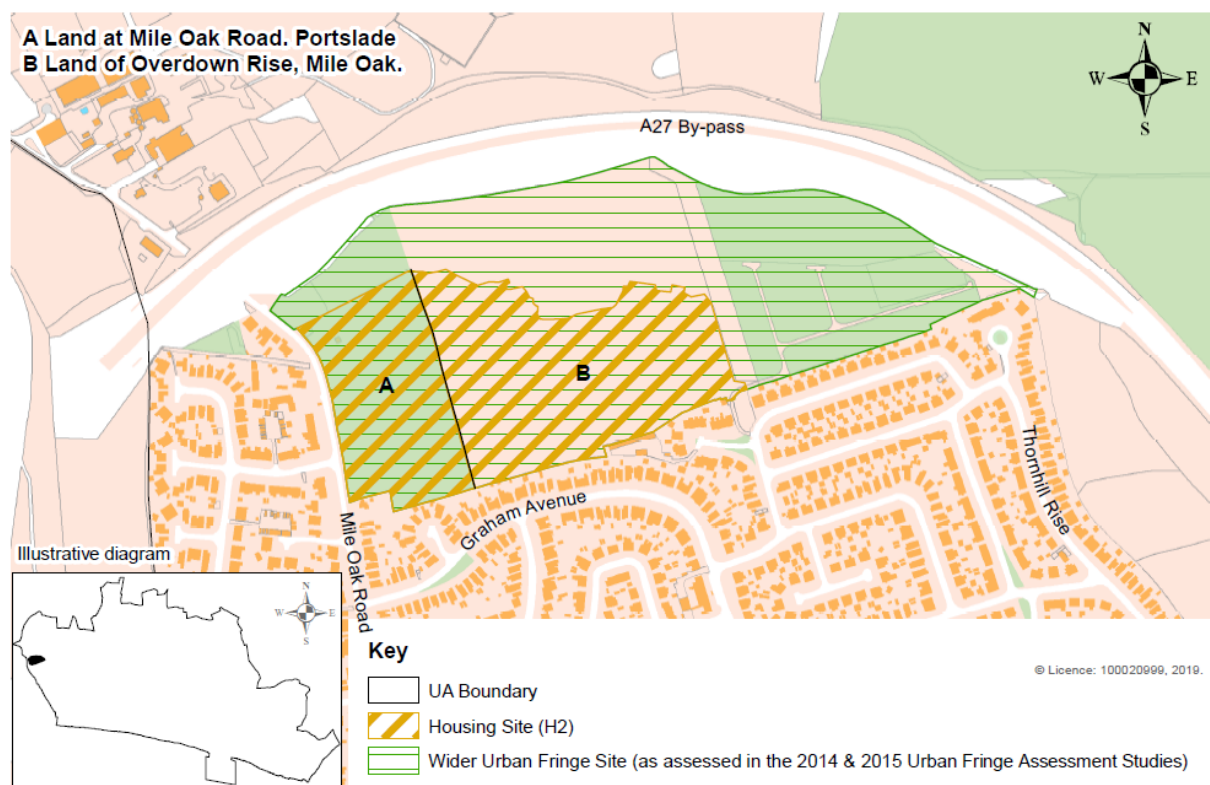 A Land at Mile Oak Road. Portslade
B Land of Overdown Rise, Mile Oak.
N
W E
S
A27 By-pass
A
B
Thornhill Rise
Graham Avenue
Mile Oak Road
Illustrative diagram
N
W E
S
Key
© Licence: 100020999, 2019.
UA Boundary
Housing Site (H2)
Wider Urban Fringe Site (as assessed in the 2014 & 2015 Urban Fringe Assessment Studies)